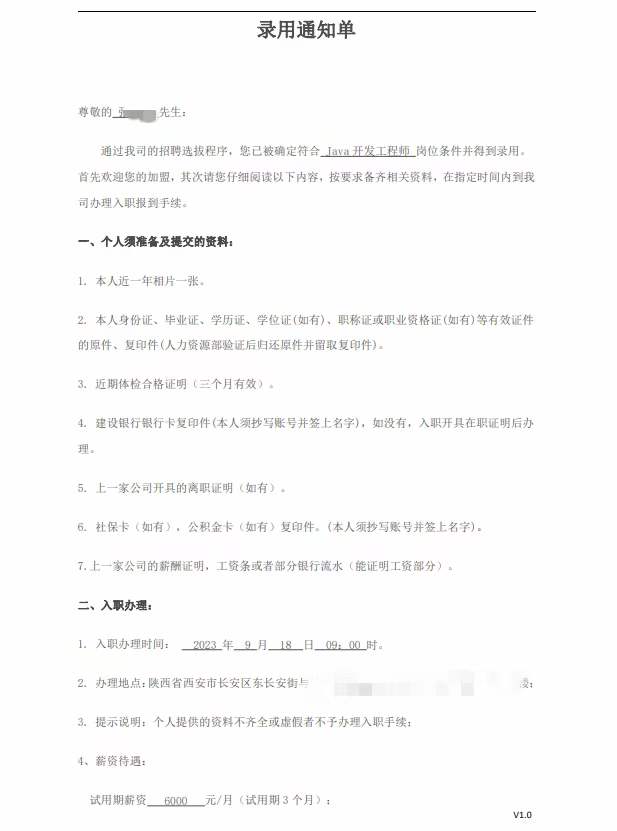 录用通知单
尊敬的 先生：
通过我司的招聘选拔程序，您已被确定符合 Java 开发工程师 岗位条件并得到录用。
首先欢迎您的加盟，其次请您仔细阅读以下内容，按要求备齐相关资料，在指定时间内到我
司办理入职报到手续。
一、个人须准备及提交的资料：
1. 本人近一年相片一张。
2. 本人身份证、毕业证、学历证、学位证(如有)、职称证或职业资格证(如有)等有效证件
的原件、复印件(人力资源部验证后归还原件并留取复印件)。
3. 近期体检合格证明（三个月有效）。
4. 建设银行银行卡复印件(本人须抄写账号并签上名字)，如没有，入职开具在职证明后办
理。
5. 上一家公司开具的离职证明（如有）。
6. 社保卡（如有），公积金卡（如有）复印件。(本人须抄写账号并签上名字)。
7.上一家公司的薪酬证明，工资条或者部分银行流水（能证明工资部分）。
二、入职办理：
1. 入职办理时间： 2023 年 9 月 18 日 09：00 时。
2. 办理地点：陕西省西安市长安区东长安街与
3. 提示说明：个人提供的资料不齐全或虚假者不予办理入职手续；
4、薪资待遇：
试用期薪资 6000 元/月（试用期 3 个月）；
V1.0